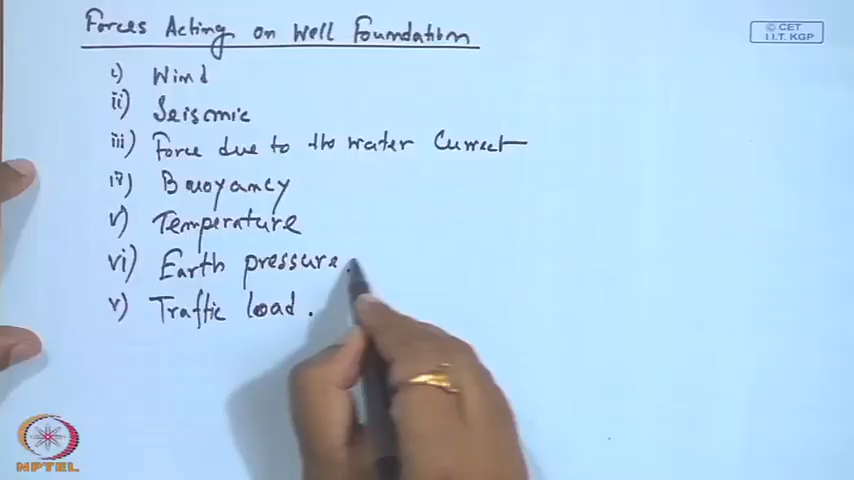 Forces Acting on Well Foundation
© CET
I.I.T. KGP
i) Wind
ii) Seismic
iii) Force due to the water Current
iv) Buoyancy
v) Temperature
vi) Earth pressure.
v) Traffic load.
NPTEL